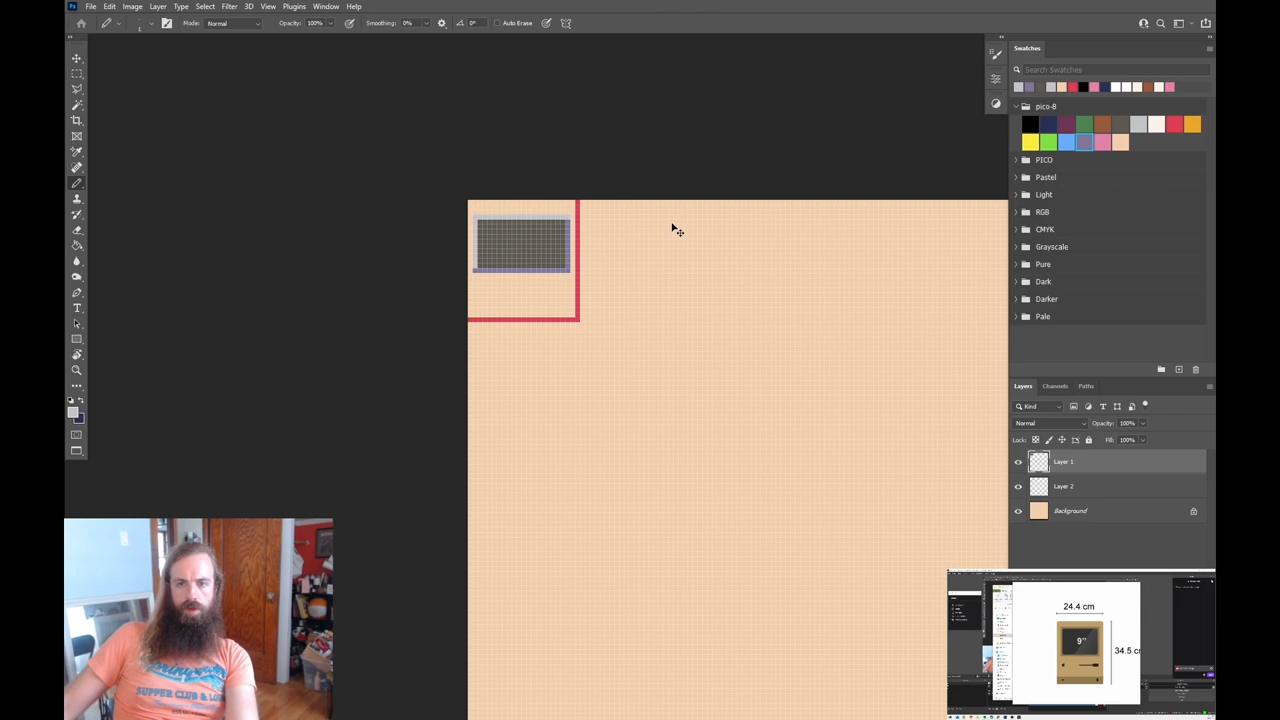 Ps File Edit Image Layer Type Select Filter 3D View Plugins Window Help
Mode: Normal Opacity: 100% Smoothing: 0% 0° Auto Erase
Swatches
Search Swatches
pico-8
PICO
Pastel
Light
RGB
CMYK
Grayscale
Pure
Dark
Darker
Pale
Layers Channels Paths
Kind
Normal Opacity: 100%
Lock: Fill: 100%
Layer 1
Layer 2
Background
SUPPER CLUB & LO
24.4 cm
9"
34.5 c